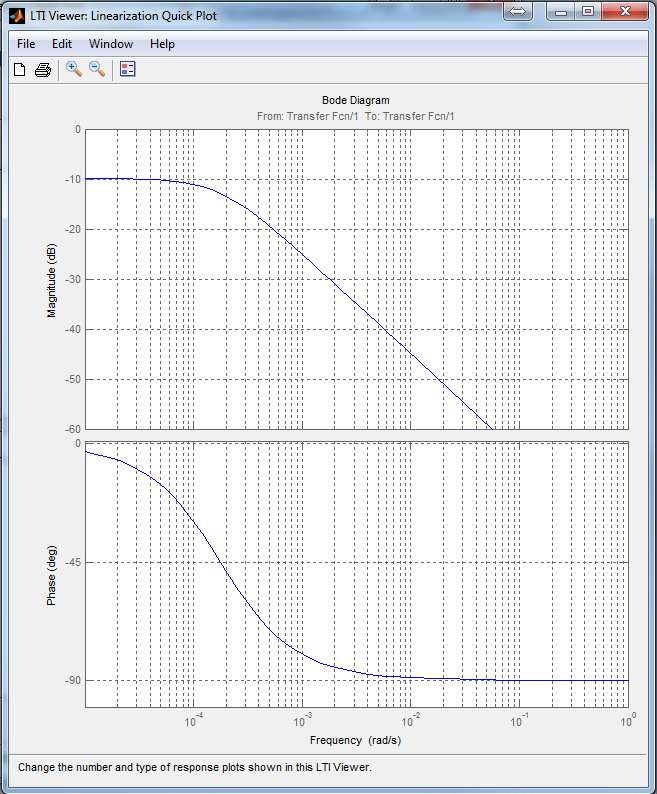 LTI Viewer: Linearization Quick Plot
File Edit Window Help
Bode Diagram
From: Transfer Fcn/1 To: Transfer Fcn/1
0
-10
-20
-30
-40
-50
-60
Magnitude (dB)
0
-45
-90
Phase (deg)
10^-4 10^-3 10^-2 10^-1 10^0
Frequency (rad/s)
Change the number and type of response plots shown in this LTI Viewer.